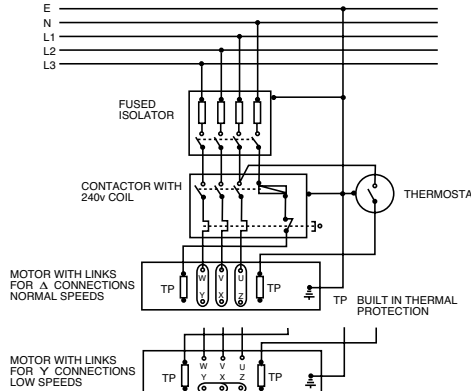 E
N
L1
L2
L3
FUSED
ISOLATOR
CONTACTOR WITH
240v COIL
THERMOSTA
MOTOR WITH LINKS
FOR Δ CONNECTIONS
NORMAL SPEEDS
TP
W V U
Y X Z
TP
TP BUILT IN THERMAL
PROTECTION
MOTOR WITH LINKS
FOR Y CONNECTIONS
LOW SPEEDS
TP
W V U
Y X Z
TP